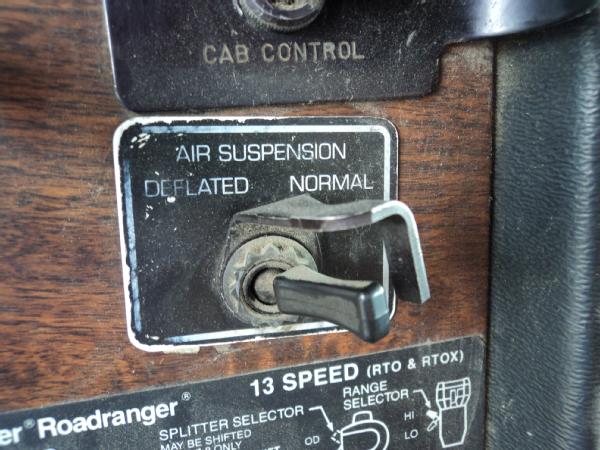 CAB CONTROL
AIR SUSPENSION
DEFLATED NORMAL
13 SPEED (RTO & RTOX)
Roadranger®
SPLITTER SELECTOR
MAY BE SHIFTED
RANGE
SELECTOR
HI
LO
OD
ONLY